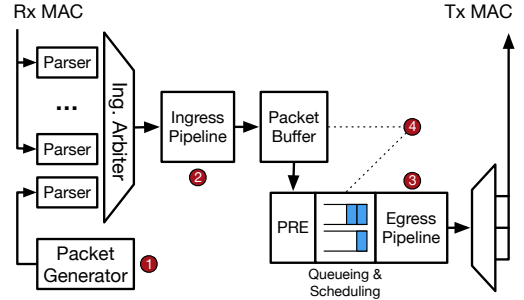 Rx MAC
Tx MAC
Parser
...
Parser
Parser
Ing. Arbiter
Ingress
Pipeline
2
Packet
Buffer
4
3
PRE
Egress
Pipeline
Queueing &
Scheduling
Packet
Generator
1